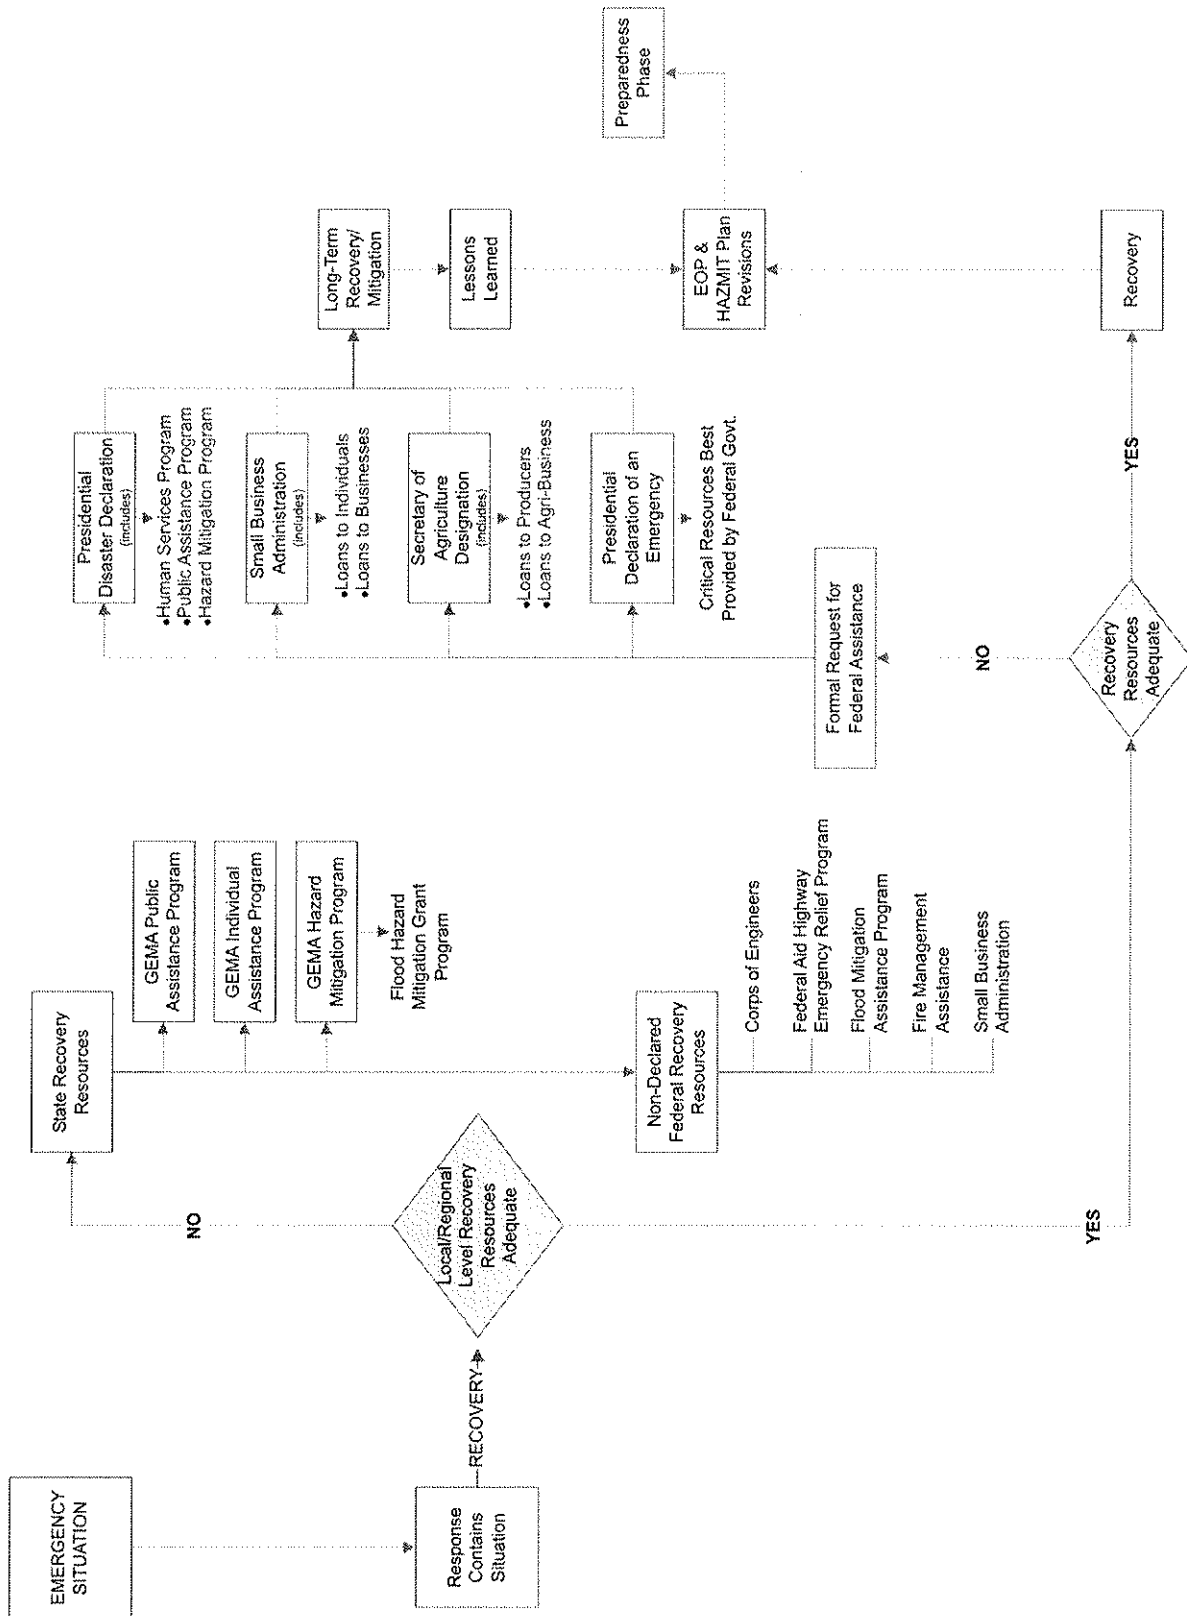 EMERGENCY
SITUATION
Response
Contains
Situation
RECOVERY
Local/Regional
Level Recovery
Resources
Adequate
NO
YES
State Recovery
Resources
GEMA Public
Assistance Program
GEMA Individual
Assistance Program
GEMA Hazard
Mitigation Program
Flood Hazard
Mitigation Grant
Program
Non-Declared
Federal Recovery
Resources
Corps of Engineers
Federal Aid Highway
Emergency Relief Program
Flood Mitigation
Assistance Program
Fire Management
Assistance
Small Business
Administration
Recovery
Resources
Adequate
NO
YES
Formal Request for
Federal Assistance
Presidential
Disaster Declaration
(includes)
•Human Services Program
•Public Assistance Program
•Hazard Mitigation Program
Small Business
Administration
(includes)
•Loans to Individuals
•Loans to Businesses
Secretary of
Agriculture
Designation
(includes)
•Loans to Producers
•Loans to Agri-Business
Presidential
Declaration of an
Emergency
Critical Resources Best
Provided by Federal Govt.
Long-Term
Recovery/
Mitigation
Lessons
Learned
EOP &
HAZMIT Plan
Revisions
Recovery
Preparedness
Phase